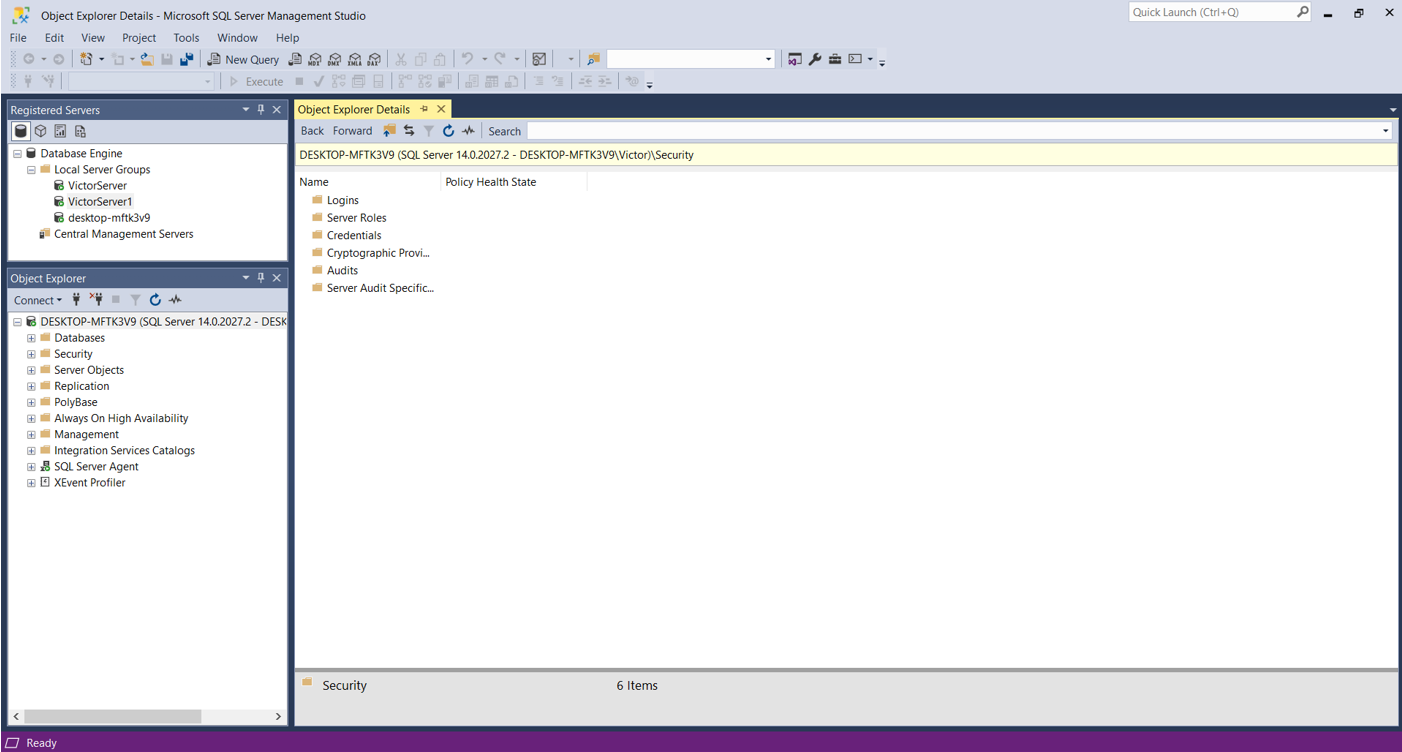 Object Explorer Details - Microsoft SQL Server Management Studio
Quick Launch (Ctrl+Q)
File Edit View Project Tools Window Help
New Query MDX DMX XMLA DAX
Execute
Registered Servers
Database Engine
Local Server Groups
VictorServer
VictorServer1
desktop-mftk3v9
Central Management Servers
Object Explorer
Connect
DESKTOP-MFTK3V9 (SQL Server 14.0.2027.2 - DESK
Databases
Security
Server Objects
Replication
PolyBase
Always On High Availability
Management
Integration Services Catalogs
SQL Server Agent
XEvent Profiler
Object Explorer Details
Back Forward Search
DESKTOP-MFTK3V9 (SQL Server 14.0.2027.2 - DESKTOP-MFTK3V9\Victor)\Security
Name Policy Health State
Logins
Server Roles
Credentials
Cryptographic Provi...
Audits
Server Audit Specific...
Security 6 Items
Ready